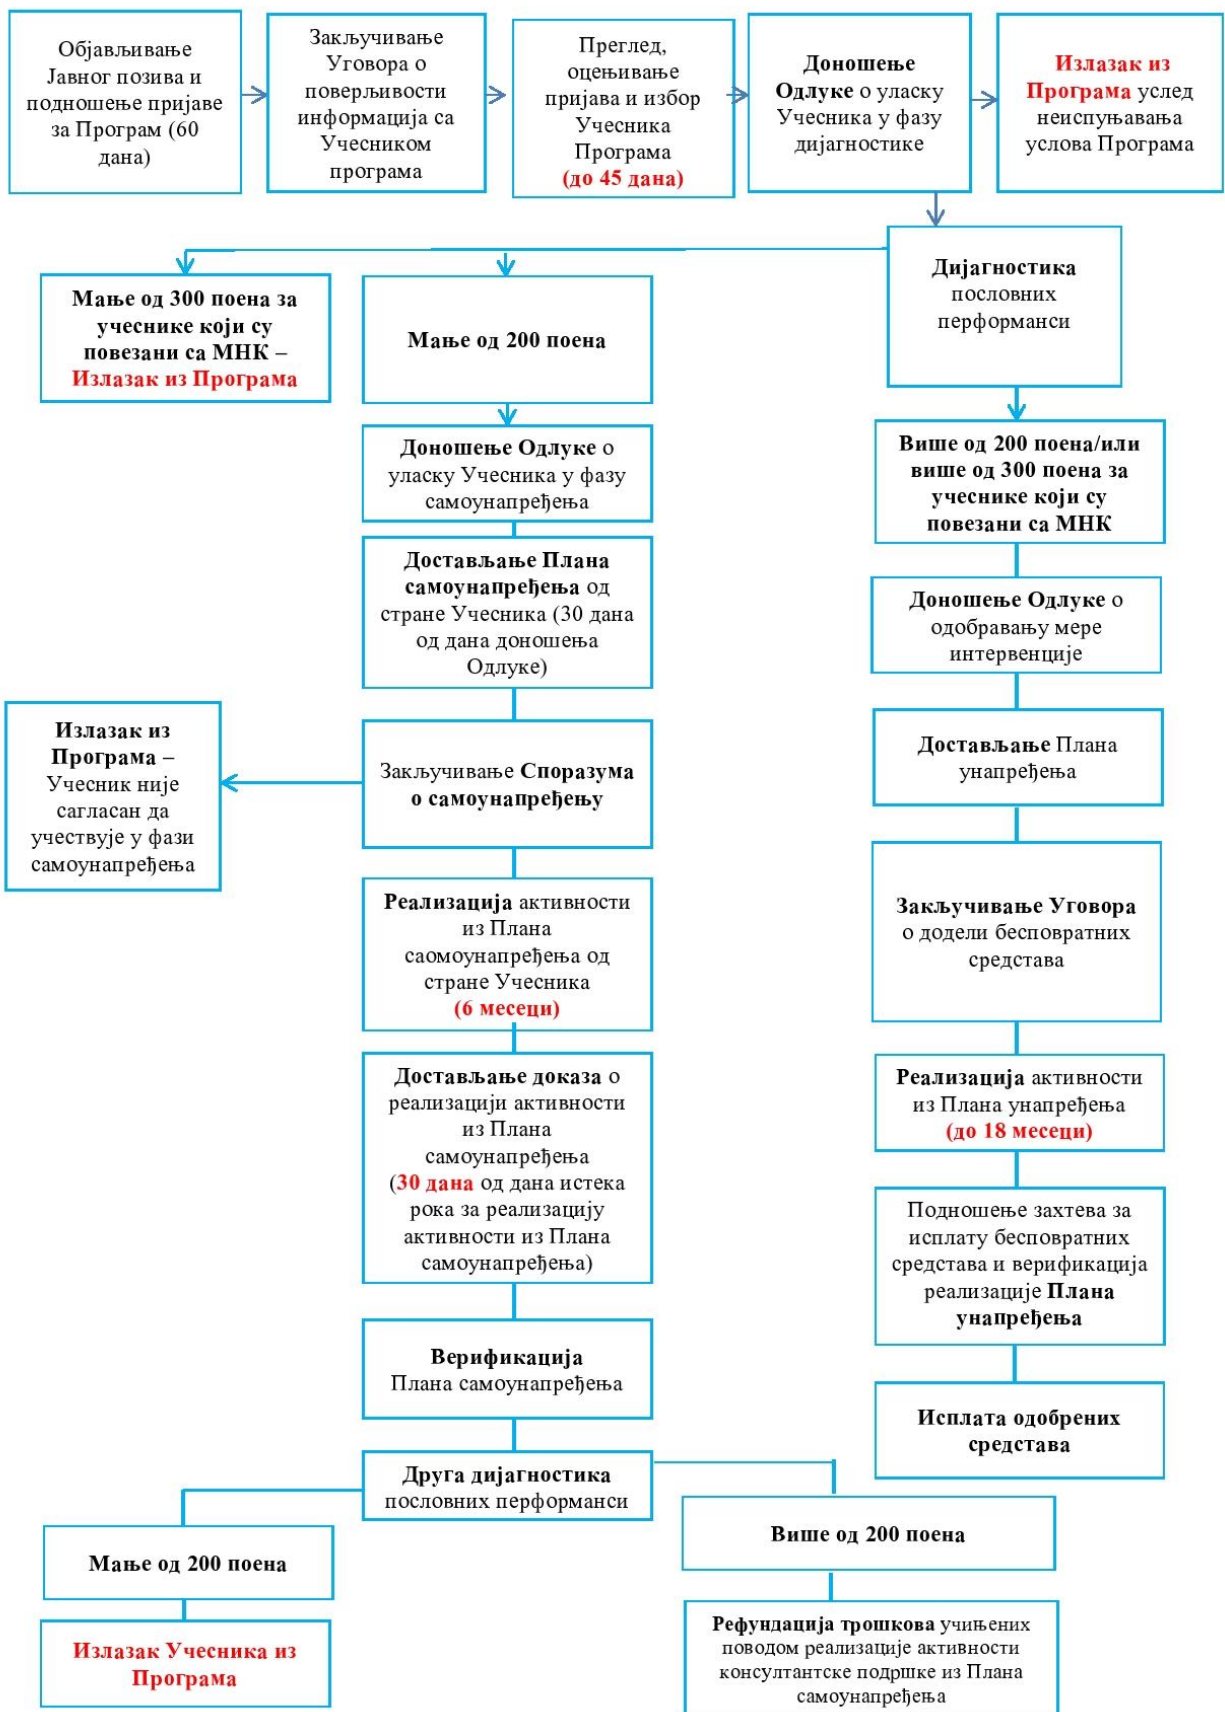 Објављивање
Јавног позива и
подношење пријаве
за Програм (60
дана)
Закључивање
Уговора о
поверљивости
информација са
Учесником
програма
Преглед,
оцењивање
пријава и избор
Учесника
Програма
(до 45 дана)
Доношење
Одлуке о уласку
Учесника у фазу
дијагностике
Излазак из
Програма услед
неиспуњавања
услова Програма
Мање од 300 поена за
учеснике који су
повезани са МНК –
Излазак из Програма
Мање од 200 поена
Дијагностика
пословних
перформанси
Доношење Одлуке о
уласку Учесника у фазу
самоунапређења
Више од 200 поена/или
више од 300 поена за
учеснике који су
повезани са МНК
Достављање Плана
самоунапређења од
стране Учесника (30 дана
од дана доношења
Одлуке)
Доношење Одлуке о
одобравању мере
интервенције
Излазак из
Програма –
Учесник није
сагласан да
учествује у фази
самоунапређења
Закључивање Споразума
о самоунапређењу
Достављање Плана
унапређења
Реализација активности
из Плана
саомоунапређења од
стране Учесника
(6 месеци)
Закључивање Уговора
о додели бесповратних
средстава
Достављање доказа о
реализацији активности
из Плана
самоунапређења
(30 дана од дана истека
рока за реализацију
активности из Плана
самоунапређења)
Реализација активности
из Плана унапређења
(до 18 месеци)
Подношење захтева за
исплату бесповратних
средстава и верификација
реализације Плана
унапређења
Верификација
Плана самоунапређења
Исплата одобрених
средстава
Друга дијагностика
пословних перформанси
Мање од 200 поена
Више од 200 поена
Излазак Учесника из
Програма
Рефундација трошкова учињених
поводом реализације активности
консултантске подршке из Плана
самоунапређења